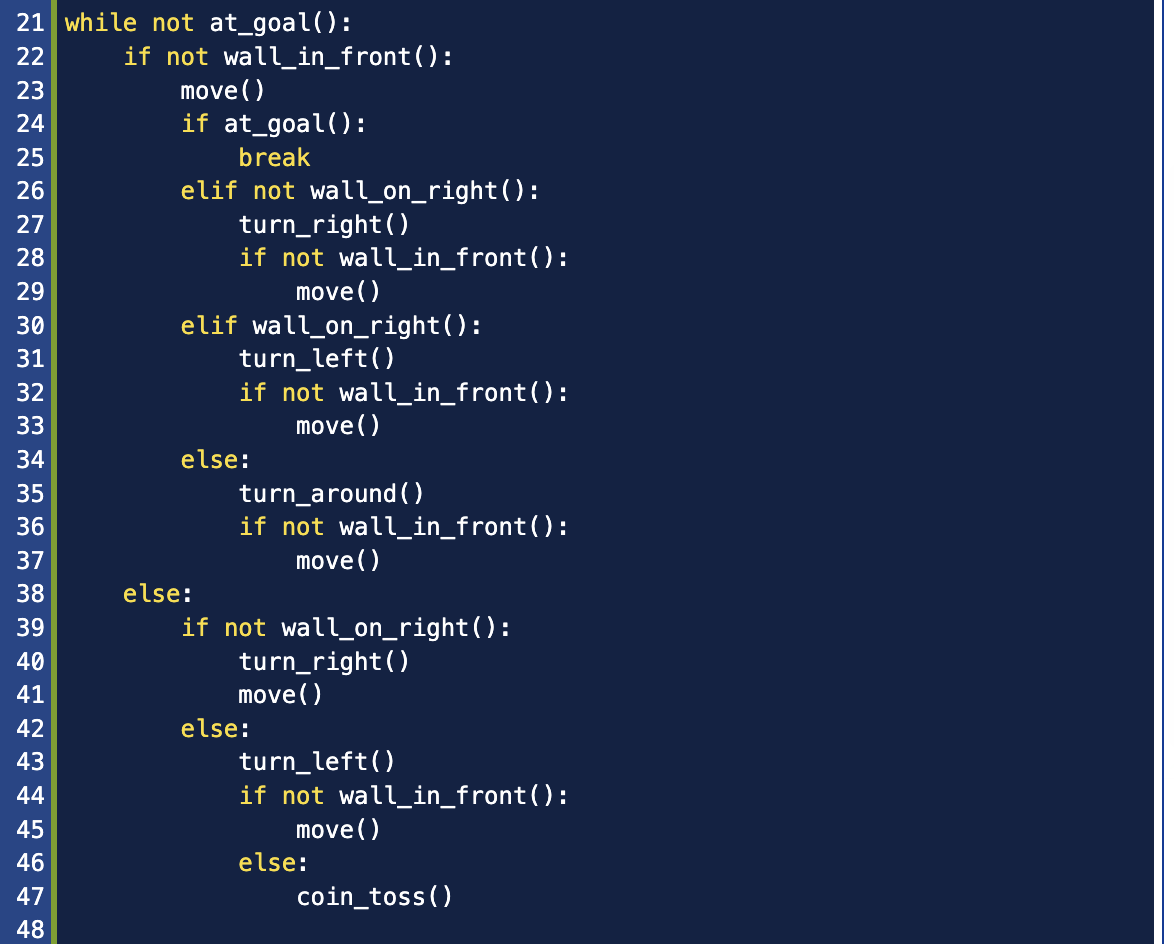 21 while not at_goal():
22     if not wall_in_front():
23         move()
24         if at_goal():
25             break
26         elif not wall_on_right():
27             turn_right()
28             if not wall_in_front():
29                 move()
30         elif wall_on_right():
31             turn_left()
32             if not wall_in_front():
33                 move()
34         else:
35             turn_around()
36             if not wall_in_front():
37                 move()
38     else:
39         if not wall_on_right():
40             turn_right()
41             move()
42         else:
43             turn_left()
44             if not wall_in_front():
45                 move()
46             else:
47                 coin_toss()
48